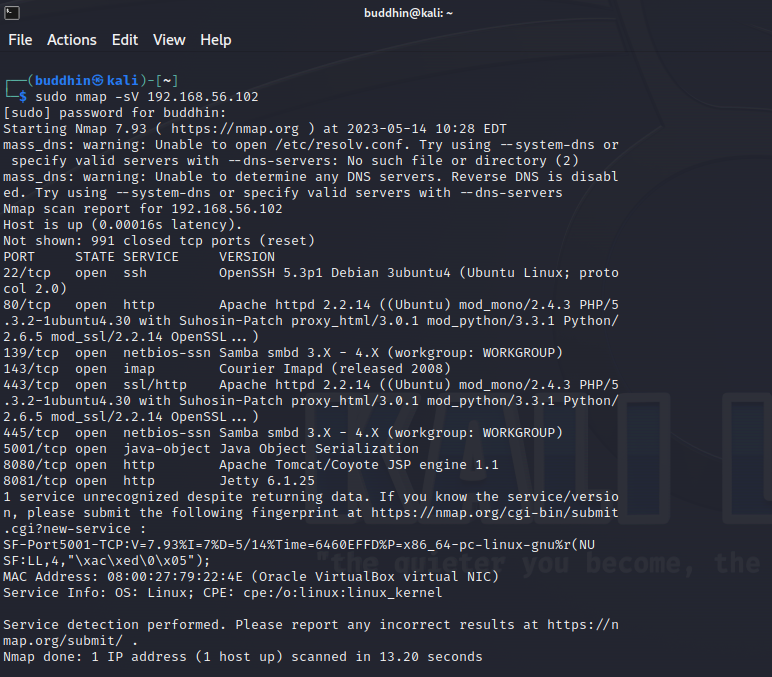 buddhin@kali: ~
File Actions Edit View Help
┌──(buddhin㉿kali)-[~]
└─$ sudo nmap -sV 192.168.56.102
[sudo] password for buddhin:
Starting Nmap 7.93 ( https://nmap.org ) at 2023-05-14 10:28 EDT
mass_dns: warning: Unable to open /etc/resolv.conf. Try using --system-dns or
 specify valid servers with --dns-servers: No such file or directory (2)
mass_dns: warning: Unable to determine any DNS servers. Reverse DNS is disabl
ed. Try using --system-dns or specify valid servers with --dns-servers
Nmap scan report for 192.168.56.102
Host is up (0.00016s latency).
Not shown: 991 closed tcp ports (reset)
PORT     STATE SERVICE     VERSION
22/tcp   open  ssh         OpenSSH 5.3p1 Debian 3ubuntu4 (Ubuntu Linux; proto
col 2.0)
80/tcp   open  http        Apache httpd 2.2.14 ((Ubuntu) mod_mono/2.4.3 PHP/5
.3.2-1ubuntu4.30 with Suhosin-Patch proxy_html/3.0.1 mod_python/3.3.1 Python/
2.6.5 mod_ssl/2.2.14 OpenSSL...)
139/tcp  open  netbios-ssn Samba smbd 3.X - 4.X (workgroup: WORKGROUP)
143/tcp  open  imap        Courier Imapd (released 2008)
443/tcp  open  ssl/http    Apache httpd 2.2.14 ((Ubuntu) mod_mono/2.4.3 PHP/5
.3.2-1ubuntu4.30 with Suhosin-Patch proxy_html/3.0.1 mod_python/3.3.1 Python/
2.6.5 mod_ssl/2.2.14 OpenSSL...)
445/tcp  open  netbios-ssn Samba smbd 3.X - 4.X (workgroup: WORKGROUP)
5001/tcp open  java-object Java Object Serialization
8080/tcp open  http        Apache Tomcat/Coyote JSP engine 1.1
8081/tcp open  http        Jetty 6.1.25
1 service unrecognized despite returning data. If you know the service/versio
n, please submit the following fingerprint at https://nmap.org/cgi-bin/submit
.cgi?new-service :
SF-Port5001-TCP:V=7.93%I=7%D=5/14%Time=6460EFFD%P=x86_64-pc-linux-gnu%r(NU
SF:LL,4,"\xac\xed\0\x05");
MAC Address: 08:00:27:79:22:4E (Oracle VirtualBox virtual NIC)
Service Info: OS: Linux; CPE: cpe:/o:linux:linux_kernel
Service detection performed. Please report any incorrect results at https://n
map.org/submit/ .
Nmap done: 1 IP address (1 host up) scanned in 13.20 seconds
KALI
"the quieter you become, the